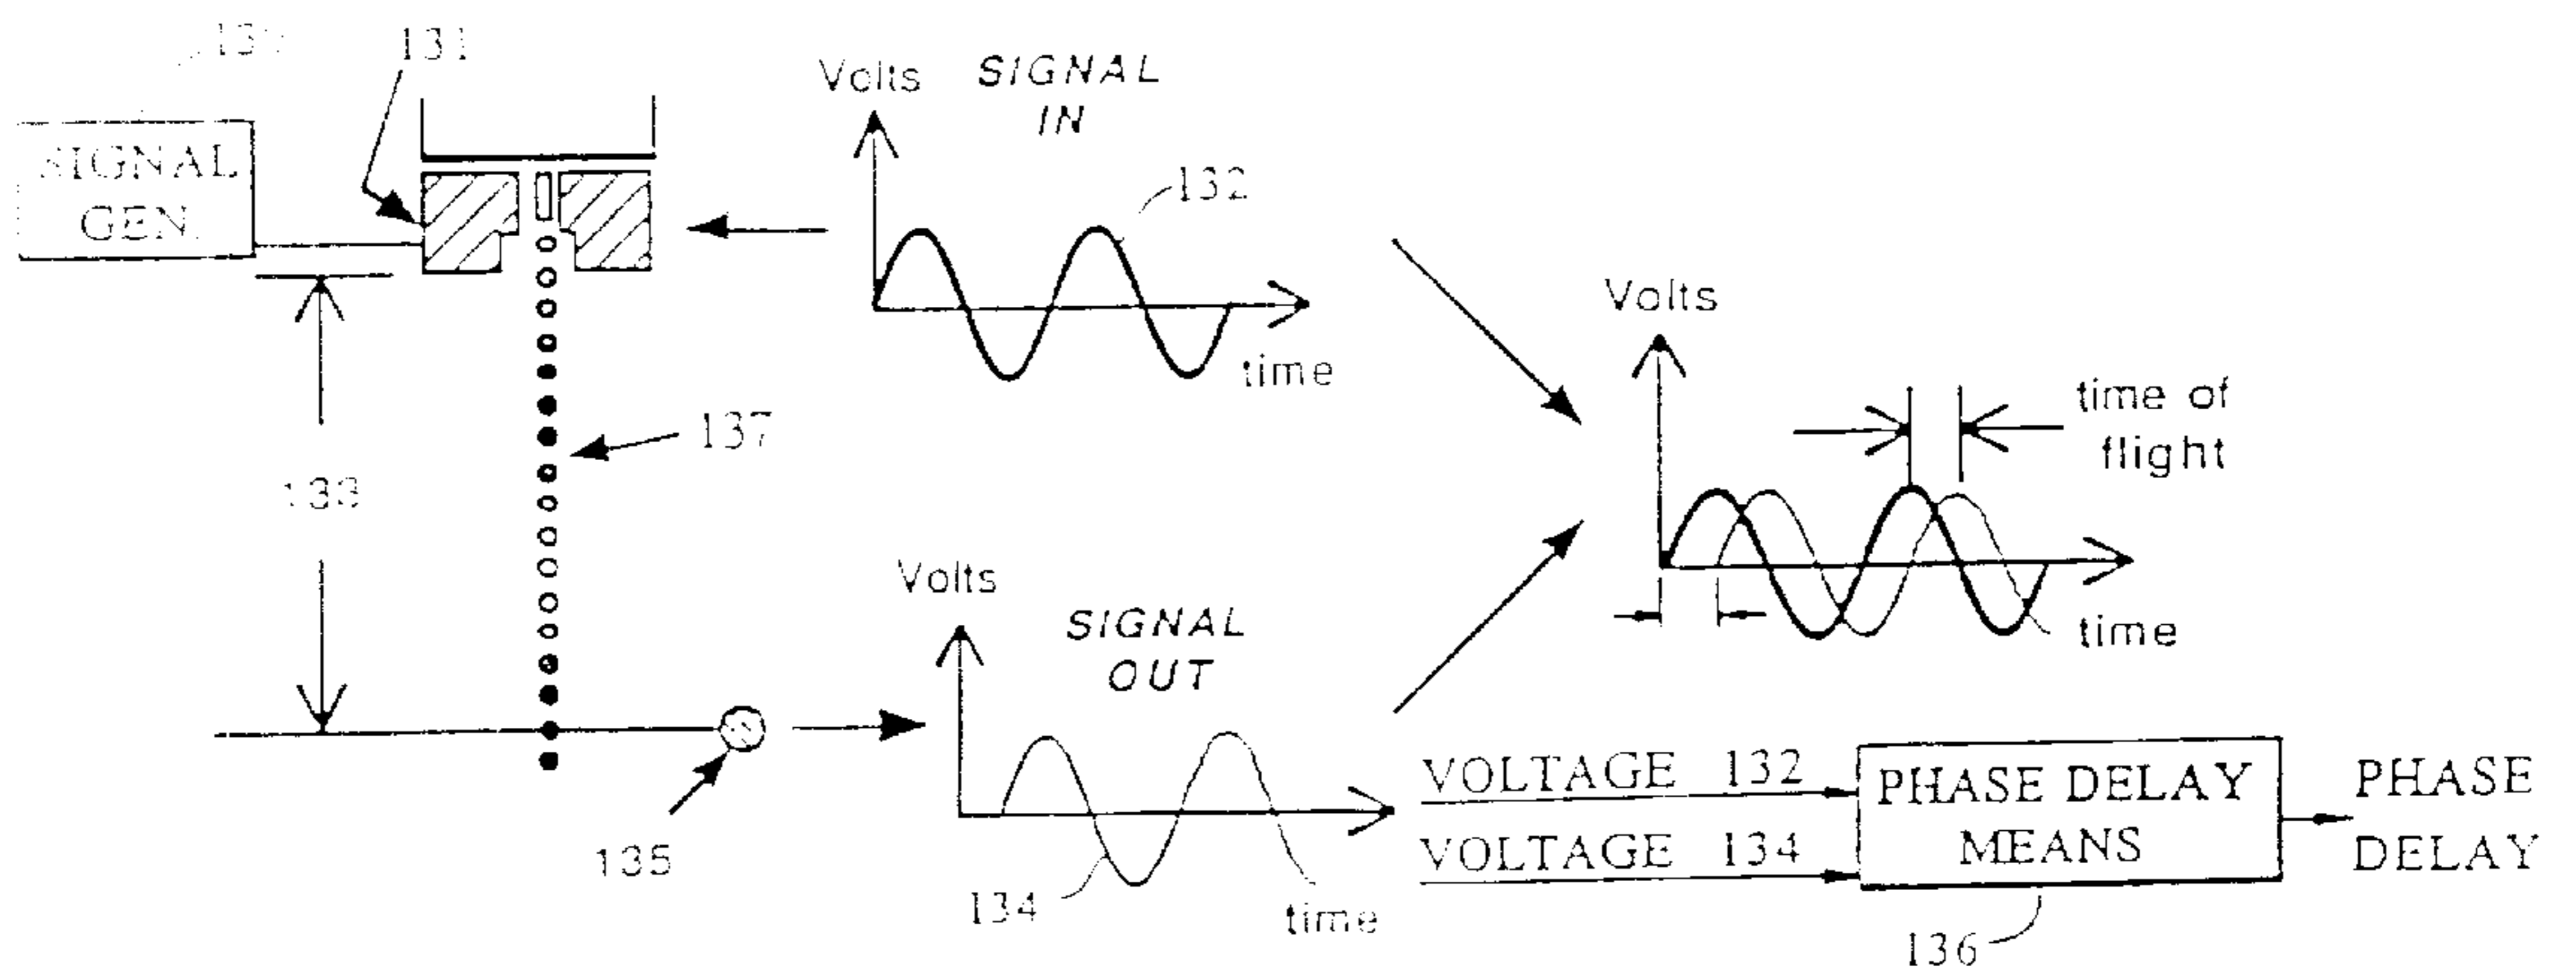 131
SIGNAL
GEN.
Volts
SIGNAL
IN
132
time
133
137
135
Volts
SIGNAL
OUT
134
time
Volts
time of
flight
time
VOLTAGE 132
VOLTAGE 134
PHASE DELAY
MEANS
136
PHASE
DELAY